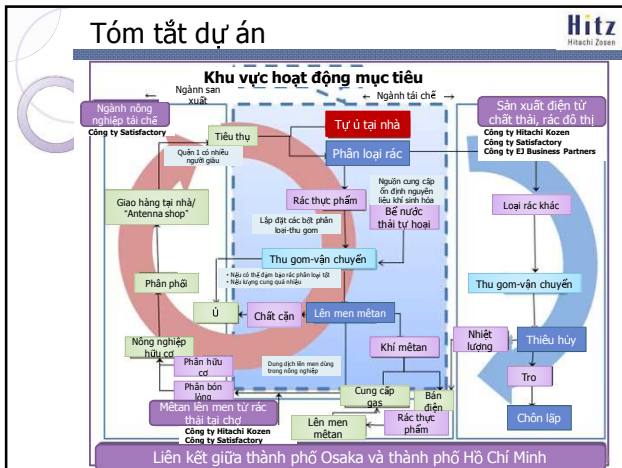 Tóm tắt dự án
Hitz
Hitachi Zosen
Khu vực hoạt động mục tiêu
Ngành san
xuất
Ngành tái chế
Ngành nông
nghiệp tái chế
Công ty Satisfactory
Sản xuất điện từ
chất thải, rác đô thị
Công ty Hitachi Kozen
Công ty Satisfactory
Công ty EJ Business Partners
Tiêu thụ
Quận 1 có nhiều
người giàu
Tự ủ tại nhà
Phân loại rác
Giao hàng tại nhà/
"Antenna shop"
Rác thực phẩm
Nguồn cung cấp
ổn định nguyên
liệu khí sinh hóa
Bể nước
thải tự hoại
Loại rác khác
Lắp đặt các bớt phân
loại-thu gom
Thu gom-vận chuyển
• Nếu có thể đảm bảo rác phân loại tốt
• Nếu lượng cung quá nhiều
Thu gom-vận chuyển
Phân phối
Ủ
Chất cặn
Lên men mêtan
Nhiệt
lượng
Thiêu hủy
Nông nghiệp
hữu cơ
Khí mêtan
Phân hữu
cơ
Dung dịch lên men dùng
trong nông nghiệp
Tro
Phân bón
lỏng
Cung cấp
gas
Bán
điện
Mêtan lên men từ rác
thải tại chợ
Công ty Hitachi Kozen
Công ty Satisfactory
Lên men
mêtan
Rác thực
phẩm
Chôn lấp
Liên kết giữa thành phố Osaka và thành phố Hồ Chí Minh